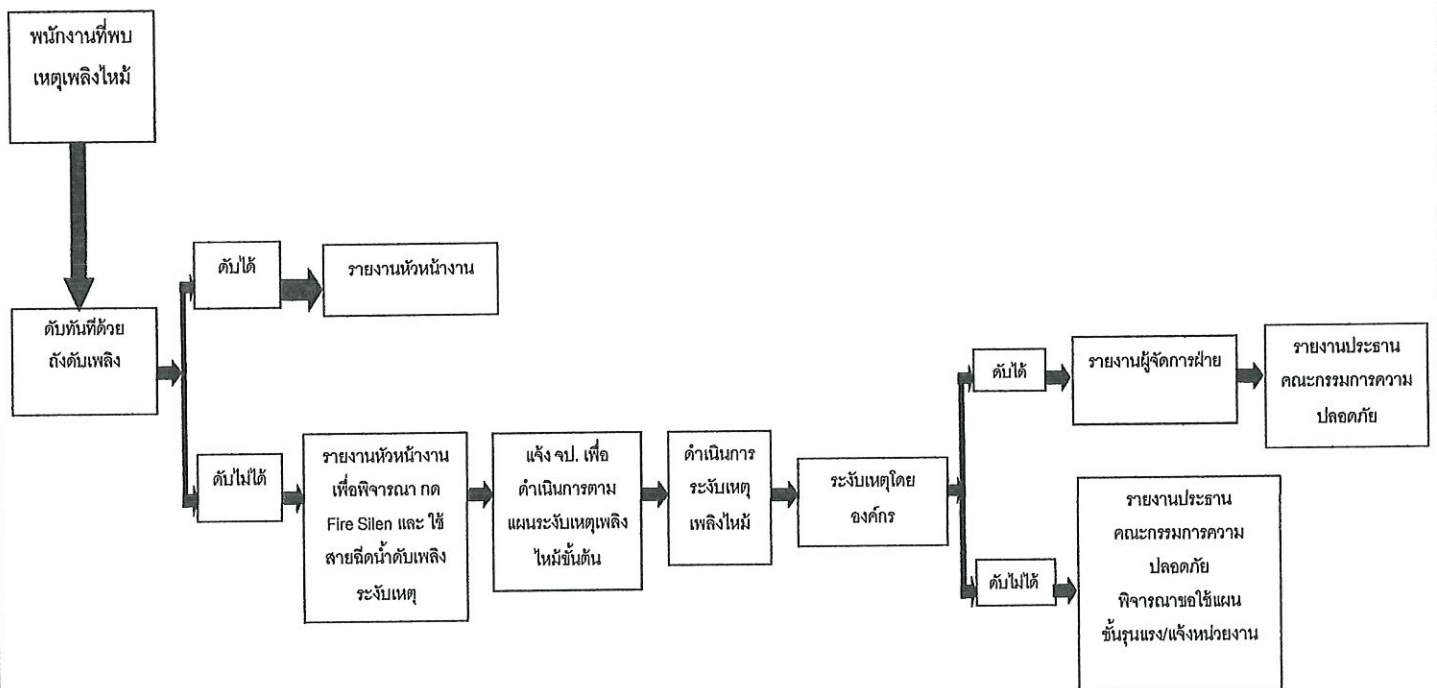 พนักงานที่พบ
เหตุเพลิงไหม้
ดับทันทีด้วย
ถังดับเพลิง
ดับได้
รายงานหัวหน้างาน
ดับไม่ได้
รายงานหัวหน้างาน
เพื่อพิจารณา กด
Fire Silen และ ใช้
สายฉีดน้ำดับเพลิง
ระงับเหตุ
แจ้ง จป. เพื่อ
ดำเนินการตาม
แผนระงับเหตุเพลิง
ไหม้ขั้นต้น
ดำเนินการ
ระงับเหตุ
เพลิงไหม้
ระงับเหตุโดย
องค์กร
ดับได้
รายงานผู้จัดการฝ่าย
รายงานประธาน
คณะกรรมการความ
ปลอดภัย
ดับไม่ได้
รายงานประธาน
คณะกรรมการความ
ปลอดภัย
พิจารณาขอใช้แผน
ขั้นรุนแรง/แจ้งหน่วยงาน